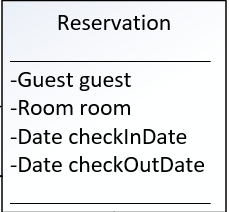 Reservation
-Guest guest
-Room room
-Date checkInDate
-Date checkOutDate